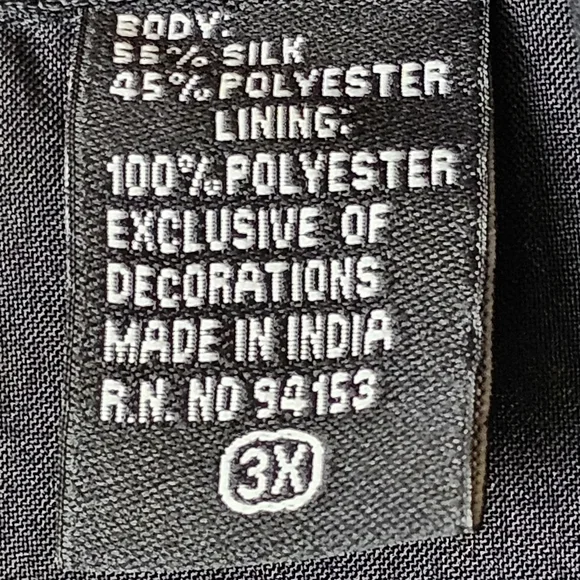 BODY:
55% SILK
45% POLYESTER
LINING:
100% POLYESTER
EXCLUSIVE OF
DECORATIONS
MADE IN INDIA
R.N. NO 94153
3X